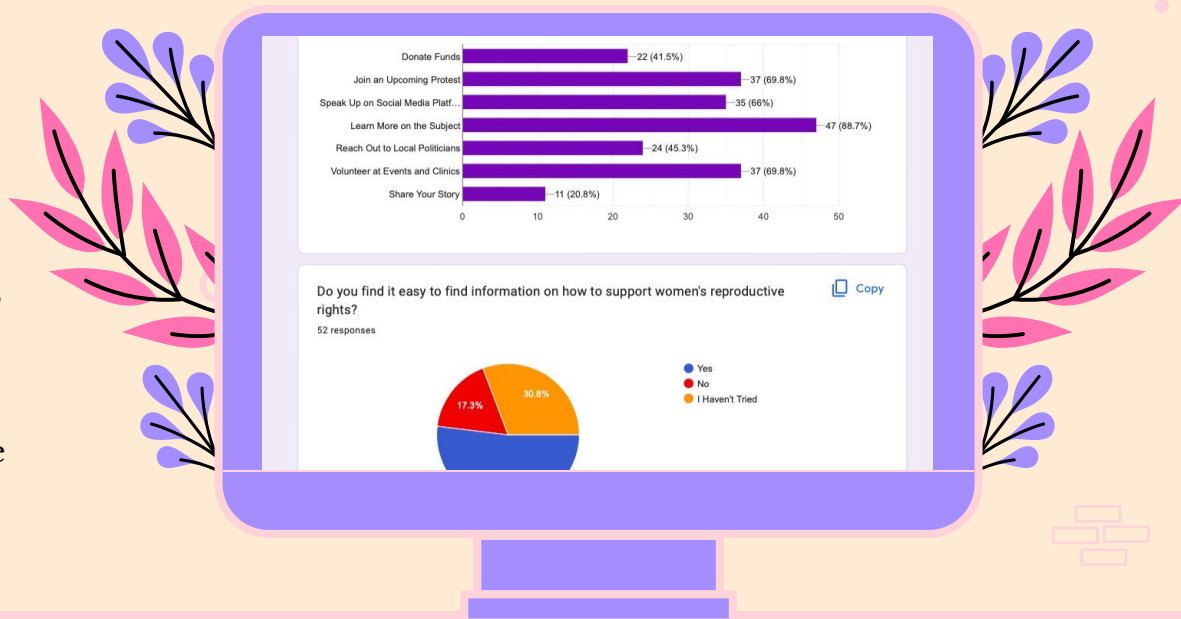 Donate Funds 22 (41.5%)
Join an Upcoming Protest 37 (69.8%)
Speak Up on Social Media Platf... 35 (66%)
Learn More on the Subject 47 (88.7%)
Reach Out to Local Politicians 24 (45.3%)
Volunteer at Events and Clinics 37 (69.8%)
Share Your Story 11 (20.8%)
0 10 20 30 40 50
Do you find it easy to find information on how to support women's reproductive
rights?
Copy
52 responses
Yes
No
I Haven't Tried
30.8%
17.3%